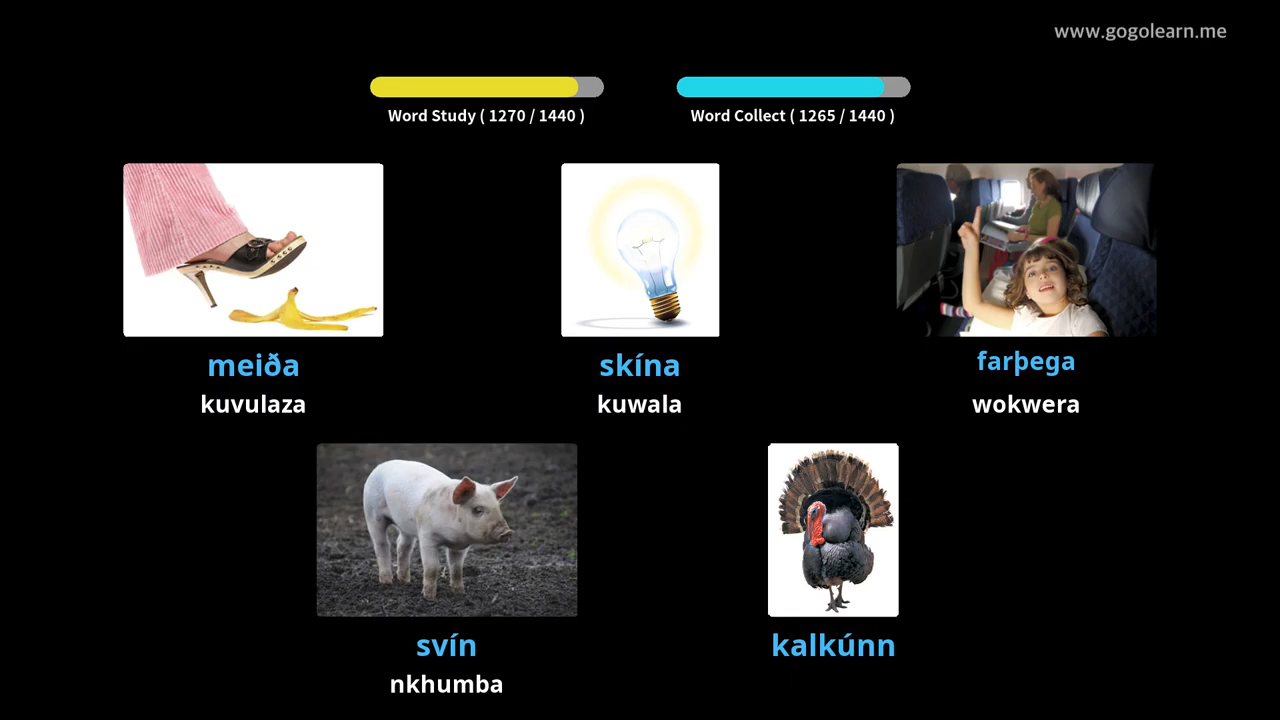 www.gogolearn.me
Word Study ( 1270 / 1440 )
Word Collect ( 1265 / 1440 )
meiða
kuvulaza
skína
kuwala
farþega
wokwera
svín
nkhumba
kalkúnn